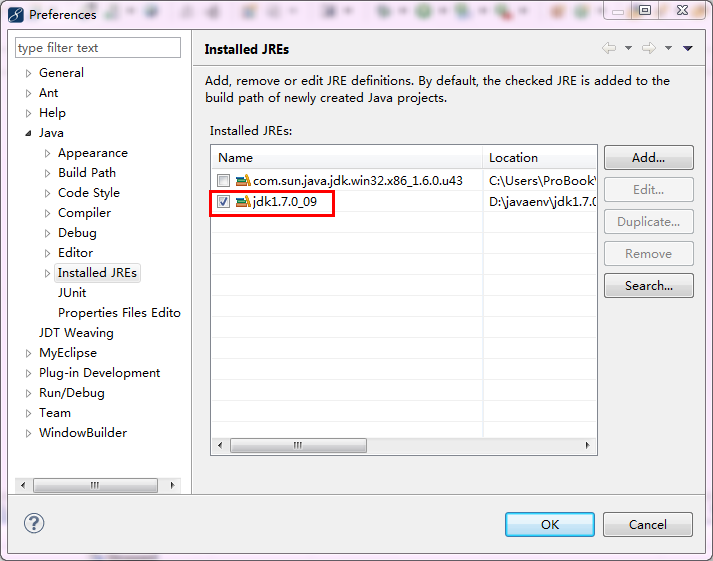 Preferences
type filter text
General
Ant
Help
Java
Appearance
Build Path
Code Style
Compiler
Debug
Editor
Installed JREs
JUnit
Properties Files Edito
JDT Weaving
MyEclipse
Plug-in Development
Run/Debug
Team
WindowBuilder
Installed JREs
Add, remove or edit JRE definitions. By default, the checked JRE is added to the
build path of newly created Java projects.
Installed JREs:
Name Location
com.sun.java.jdk.win32.x86_1.6.0.u43 C:\Users\ProBook\
jdk1.7.0_09 D:\javaenv\jdk1.7.0
Add...
Edit...
Duplicate...
Remove
Search...
OK Cancel